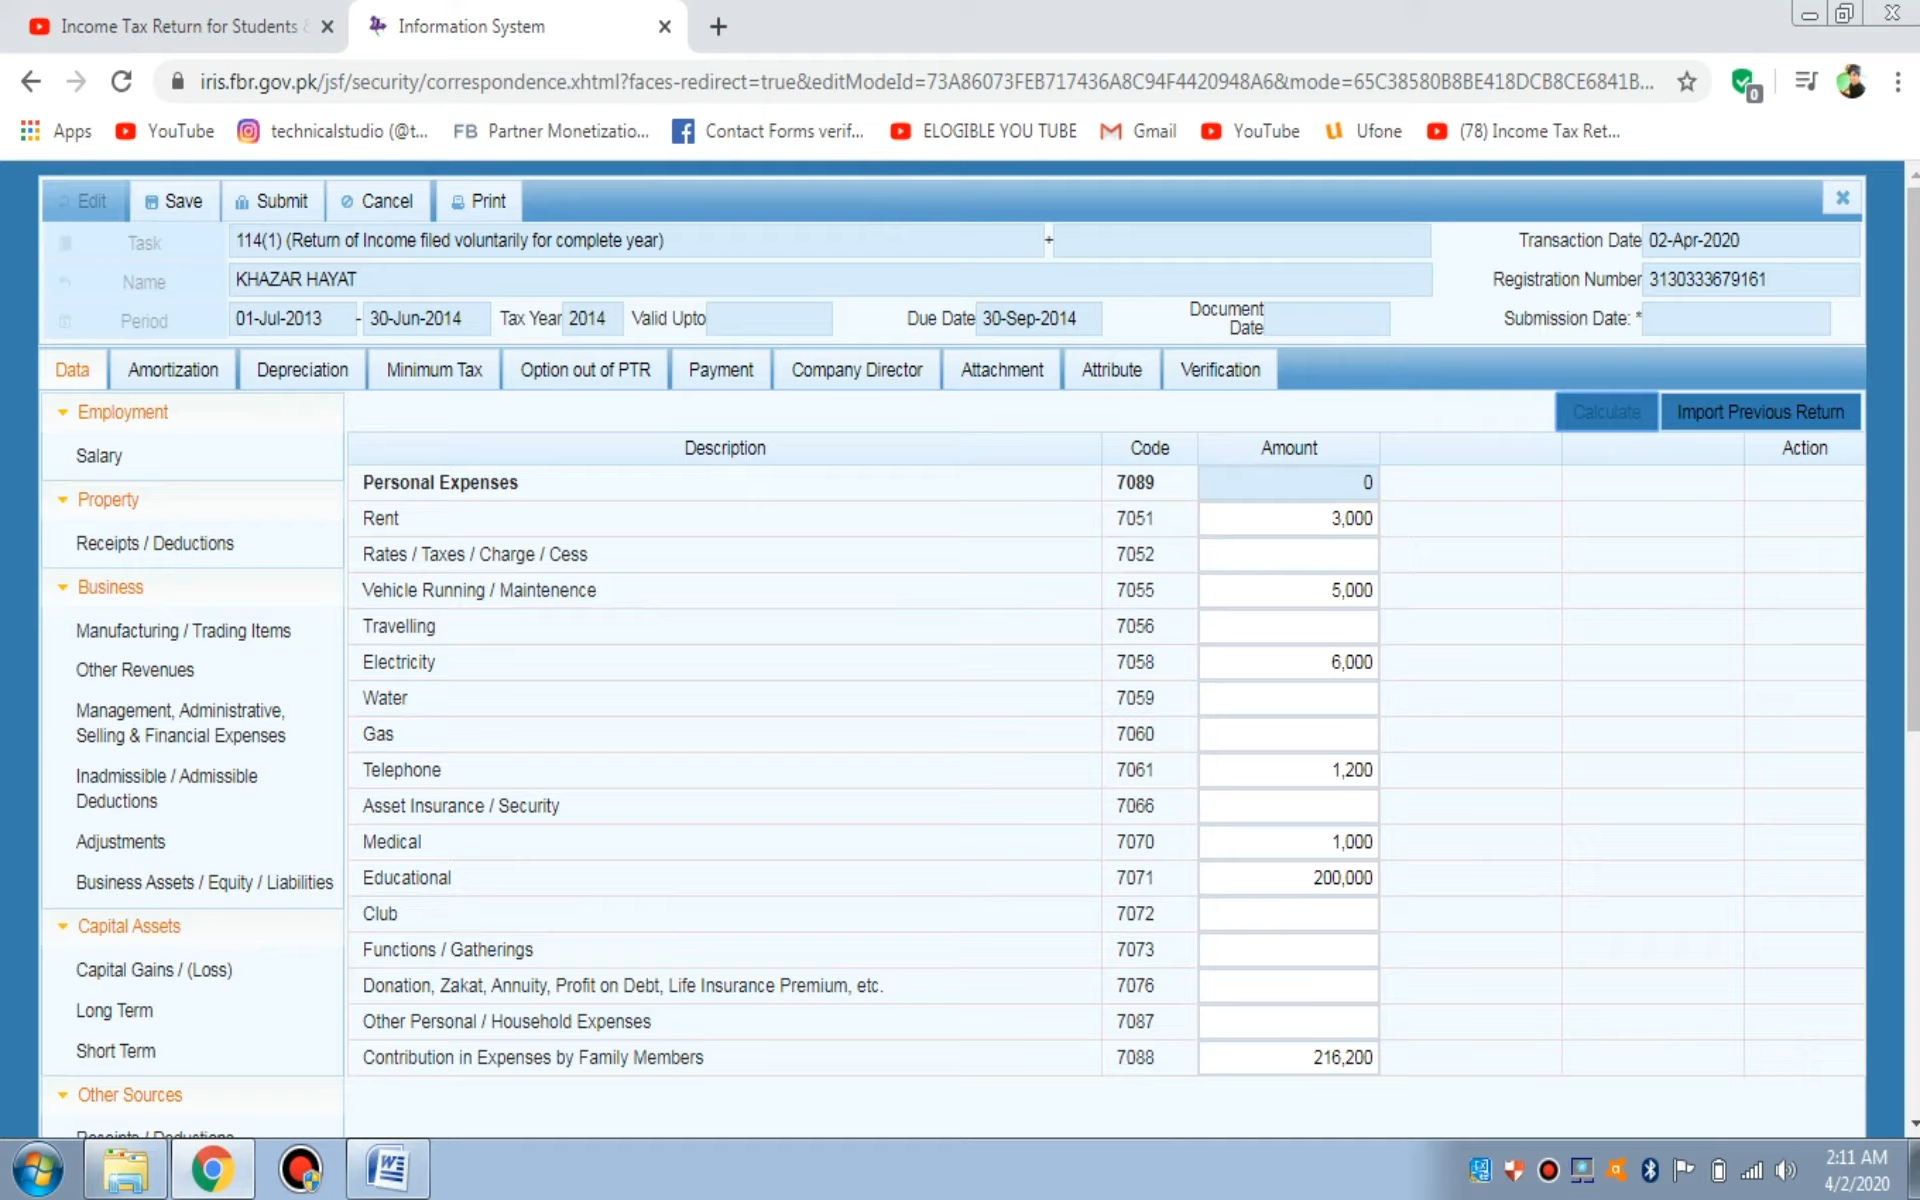 Income Tax Return for Students
Information System
iris.fbr.gov.pk/jsf/security/correspondence.xhtml?faces-redirect=true&editModeId=73A86073FEB717436A8C94F4420948A6&mode=65C38580B8BE418DCB8CE6841B...
0
Apps YouTube technicalstudio (@t... FB Partner Monetizatio... Contact Forms verif... ELOGIBLE YOU TUBE Gmail YouTube Ufone (78) Income Tax Ret...
Edit Save Submit Cancel Print
Task 114(1) (Return of Income filed voluntarily for complete year) + Transaction Date 02-Apr-2020
Name KHAZAR HAYAT Registration Number 3130333679161
Period 01-Jul-2013 - 30-Jun-2014 Tax Year 2014 Valid Upto Due Date 30-Sep-2014 Document Date Submission Date: *
Data Amortization Depreciation Minimum Tax Option out of PTR Payment Company Director Attachment Attribute Verification
Calculate Import Previous Return
Employment
Salary
Property
Receipts / Deductions
Business
Manufacturing / Trading Items
Other Revenues
Management, Administrative,
Selling & Financial Expenses
Inadmissible / Admissible
Deductions
Adjustments
Business Assets / Equity / Liabilities
Capital Assets
Capital Gains / (Loss)
Long Term
Short Term
Other Sources
Receipts / Deductions
Description Code Amount Action
Personal Expenses 7089 0
Rent 7051 3,000
Rates / Taxes / Charge / Cess 7052
Vehicle Running / Maintenence 7055 5,000
Travelling 7056
Electricity 7058 6,000
Water 7059
Gas 7060
Telephone 7061 1,200
Asset Insurance / Security 7066
Medical 7070 1,000
Educational 7071 200,000
Club 7072
Functions / Gatherings 7073
Donation, Zakat, Annuity, Profit on Debt, Life Insurance Premium, etc. 7076
Other Personal / Household Expenses 7087
Contribution in Expenses by Family Members 7088 216,200
2:11 AM
4/2/2020